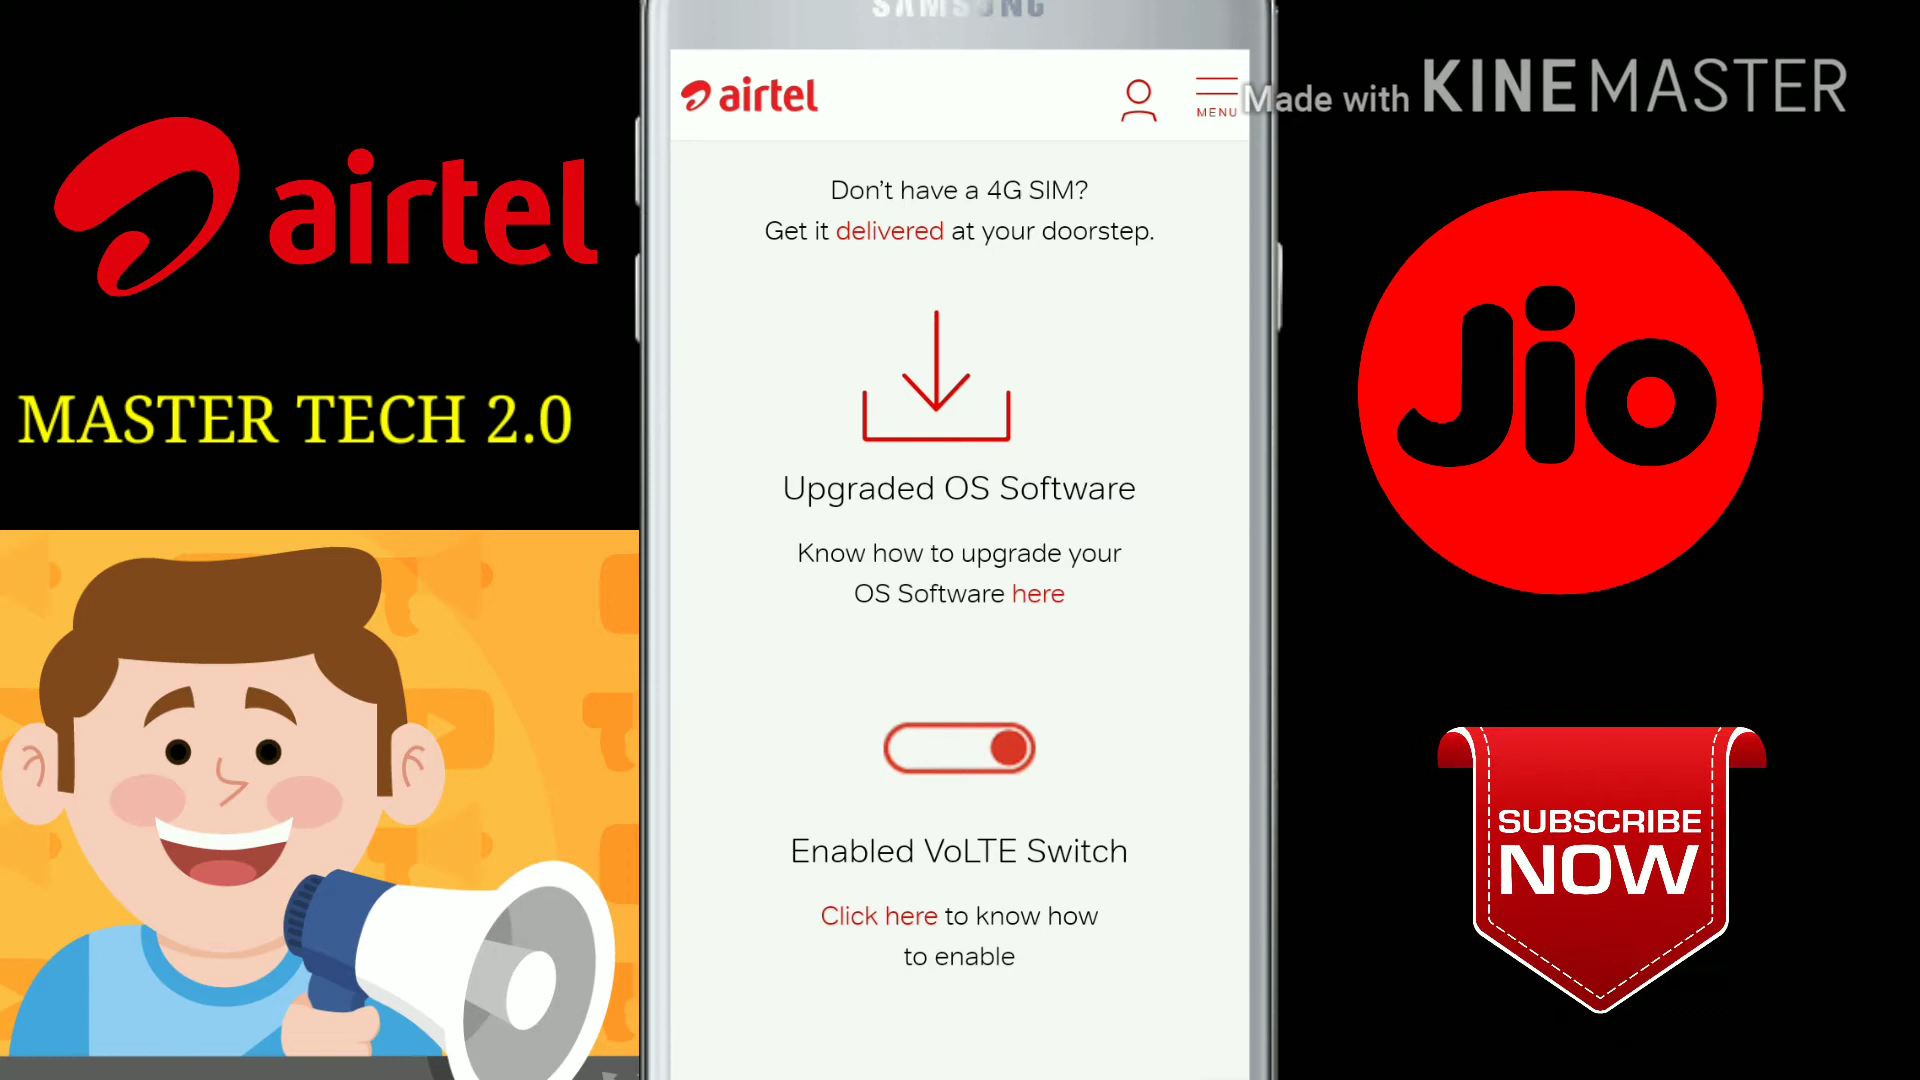 SAMSUNG
airtel
MENU
Made with KINEMASTER
airtel
MASTER TECH 2.0
Don't have a 4G SIM?
Get it delivered at your doorstep.
Upgraded OS Software
Know how to upgrade your
OS Software here
Enabled VoLTE Switch
Click here to know how
to enable
Jio
SUBSCRIBE
NOW